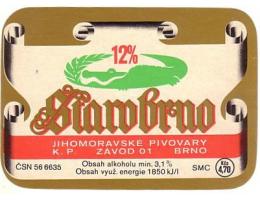 12%
Starobrno
JIHOMORAVSKÉ PIVOVARY
K. P. ZÁVOD 01 BRNO
ČSN 56 6635
Obsah alkoholu min. 3,1 %
Obsah využ. energie 1850 kJ/l
SMC
Kčs
4,70